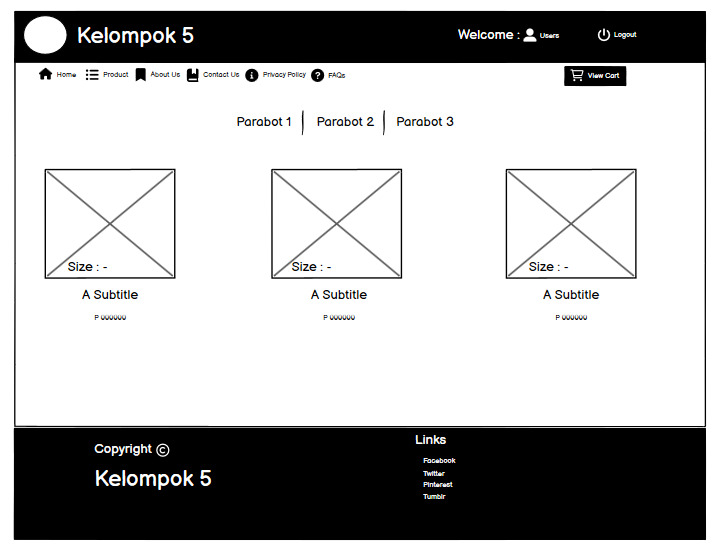 Kelompok 5
Welcome : Users
Logout
Home
Product
About Us
Contact Us
Privacy Policy
FAQs
View Cart
Parabot 1
Parabot 2
Parabot 3
Size : -
Size : -
Size : -
A Subtitle
A Subtitle
A Subtitle
P 000000
P 000000
P 000000
Copyright ©
Kelompok 5
Links
Facebook
Twitter
Pinterest
Tumblr